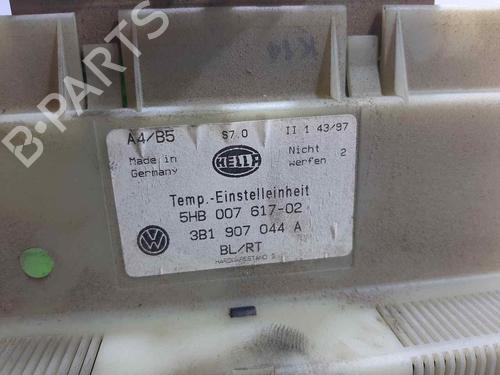 K14
A4/B5 S7.0 II 1 43/97
Made in Germany
HELLA
Nicht werfen 2
Temp.-Einstelleinheit
5HB 007 617-02
3B1 907 044 A
BL/RT
B-PARTS